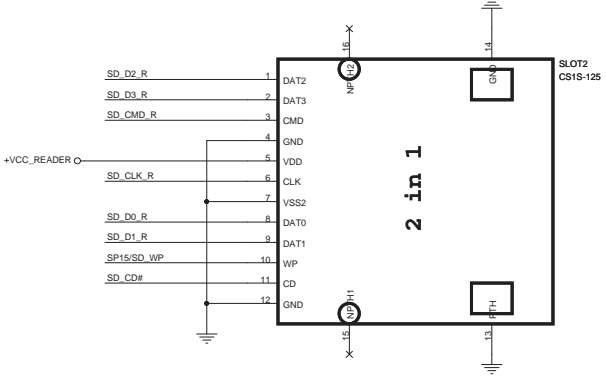 16
14
SLOT2
CS1S-125
NPTH2
GND
SD_D2_R 1 DAT2
SD_D3_R 2 DAT3
SD_CMD_R 3 CMD
4 GND
+VCC_READER 5 VDD
SD_CLK_R 6 CLK
7 VSS2
SD_D0_R 8 DAT0
SD_D1_R 9 DAT1
SP15/SD_WP 10 WP
SD_CD# 11 CD
12 GND
2 in 1
NPTH1
PTH
15
13